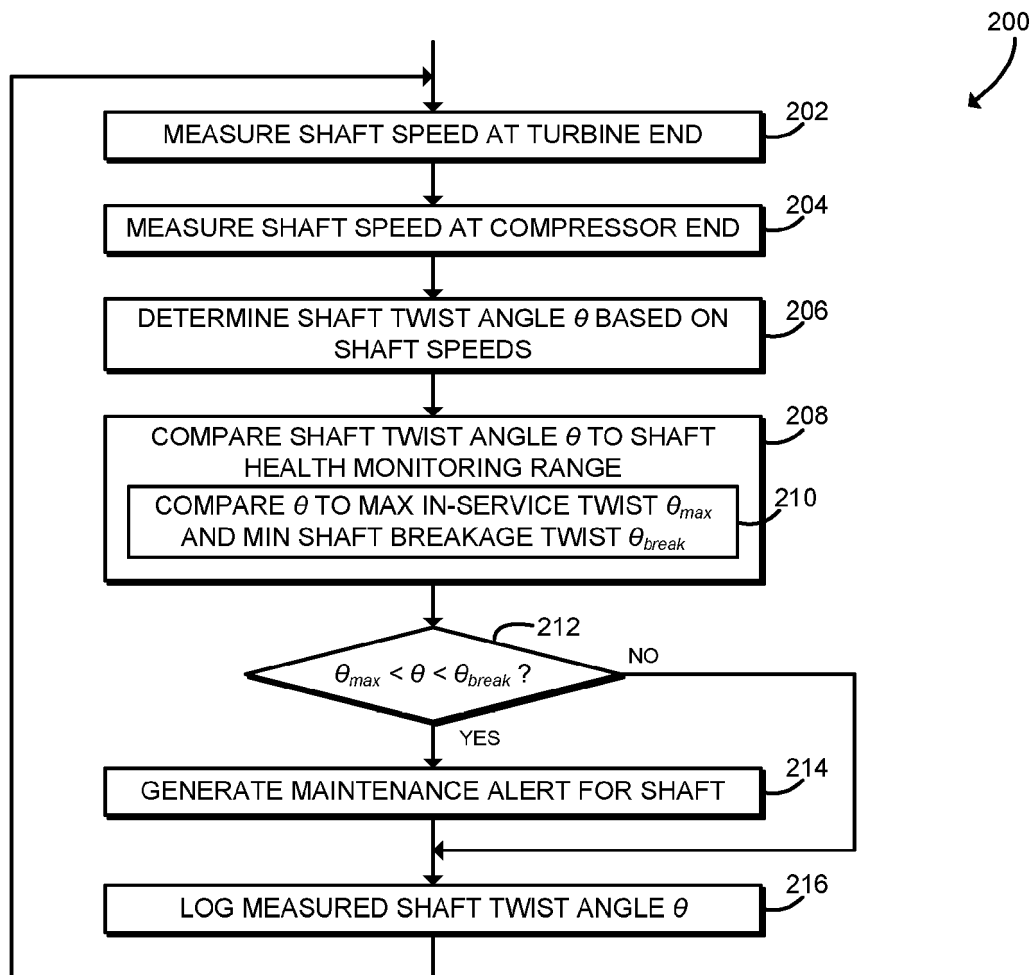 200
MEASURE SHAFT SPEED AT TURBINE END
202
MEASURE SHAFT SPEED AT COMPRESSOR END
204
DETERMINE SHAFT TWIST ANGLE θ BASED ON
SHAFT SPEEDS
206
COMPARE SHAFT TWIST ANGLE θ TO SHAFT
HEALTH MONITORING RANGE
208
COMPARE θ TO MAX IN-SERVICE TWIST θmax
AND MIN SHAFT BREAKAGE TWIST θbreak
210
212
θmax < θ < θbreak ?
NO
YES
GENERATE MAINTENANCE ALERT FOR SHAFT
214
LOG MEASURED SHAFT TWIST ANGLE θ
216